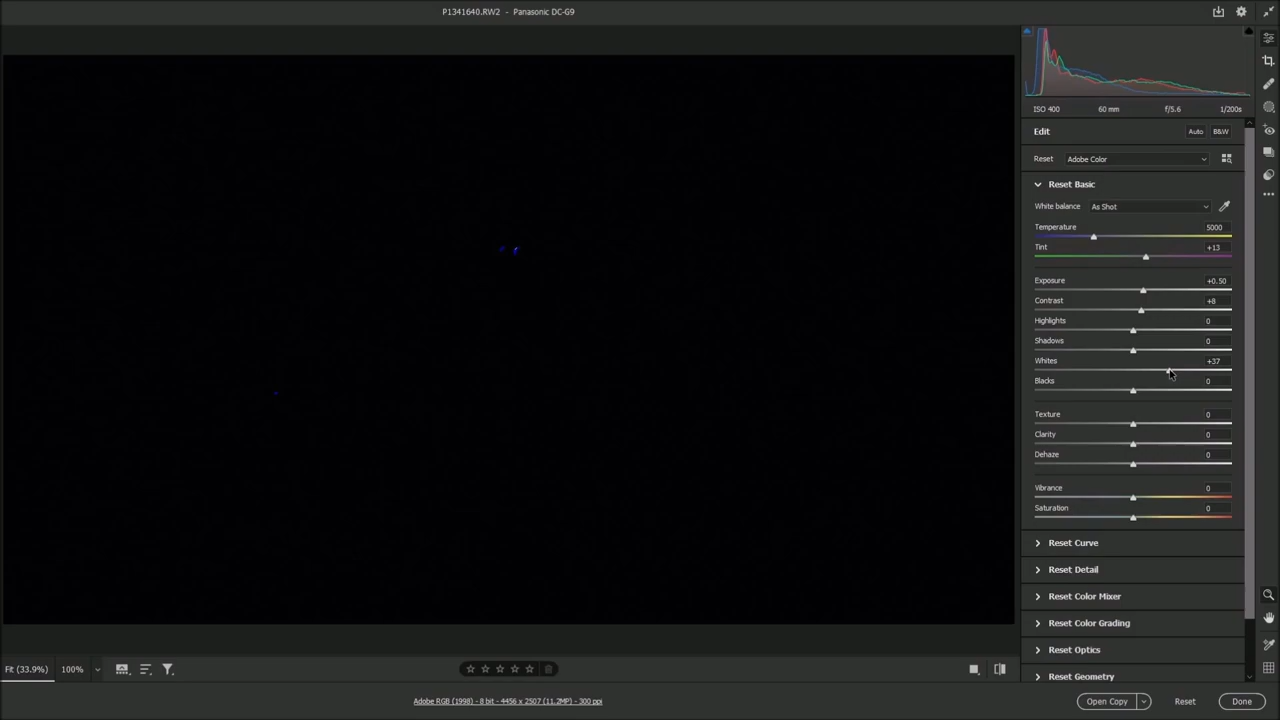 P1341640.RW2 - Panasonic DC-G9
ISO 400 60 mm f/5.6 1/200s
Edit Auto B&W
Reset Adobe Color
Reset Basic
White balance As Shot
Temperature 5000
Tint +13
Exposure +0.50
Contrast +8
Highlights 0
Shadows 0
Whites +37
Blacks 0
Texture 0
Clarity 0
Dehaze 0
Vibrance 0
Saturation 0
Reset Curve
Reset Detail
Reset Color Mixer
Reset Color Grading
Reset Optics
Reset Geometry
Fit (33.9%) 100%
Adobe RGB (1998) - 8 bit - 4456 x 2507 (11.2MP) - 300 ppi
Open Copy Reset Done